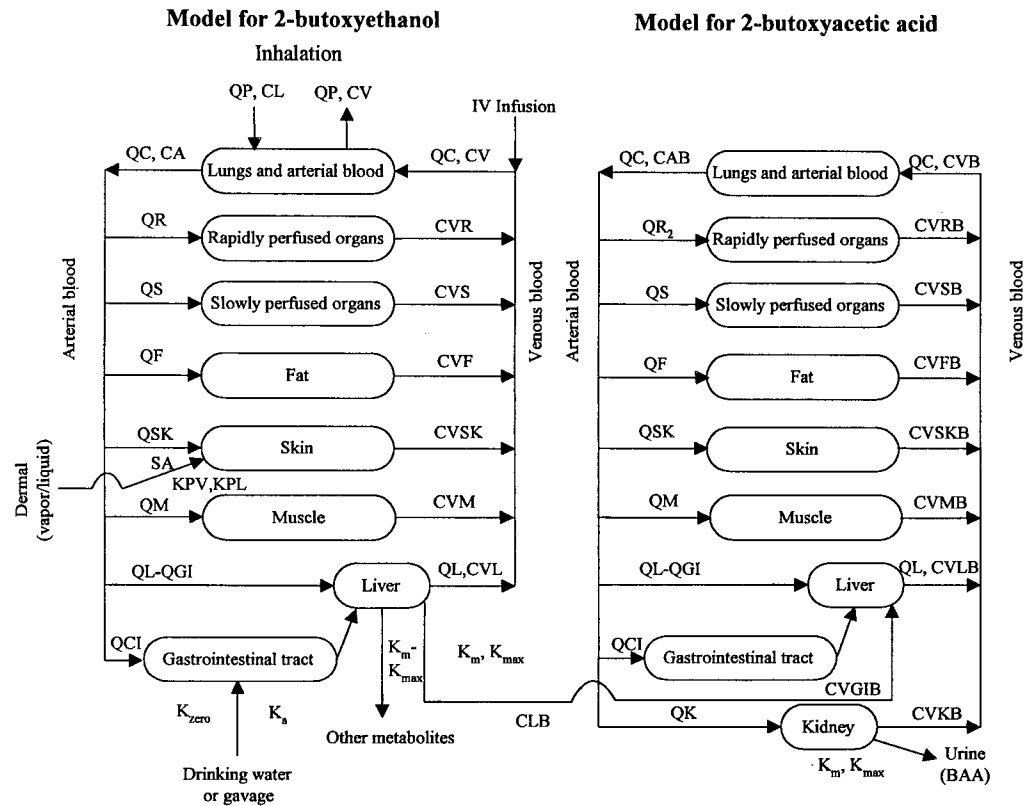 Model for 2-butoxyethanol
Inhalation
QP, CL
QP, CV
IV Infusion
QC, CA
Lungs and arterial blood
QC, CV
QR
Rapidly perfused organs
CVR
QS
Slowly perfused organs
CVS
Arterial blood
Venous blood
QF
Fat
CVF
QSK
Skin
CVSK
SA
KPV,KPL
Dermal
(vapor/liquid)
QM
Muscle
CVM
QL-QGI
Liver
QL,CVL
QCI
Gastrointestinal tract
Km-
Kmax
Km, Kmax
Kzero
Ka
Other metabolites
CLB
Drinking water
or gavage
Model for 2-butoxyacetic acid
QC, CAB
Lungs and arterial blood
QC, CVB
QR2
Rapidly perfused organs
CVRB
QS
Slowly perfused organs
CVSB
Arterial blood
Venous blood
QF
Fat
CVFB
QSK
Skin
CVSKB
QM
Muscle
CVMB
QL-QGI
Liver
QL, CVLB
QCI
Gastrointestinal tract
CVGIB
QK
Kidney
CVKB
Km, Kmax
Urine
(BAA)